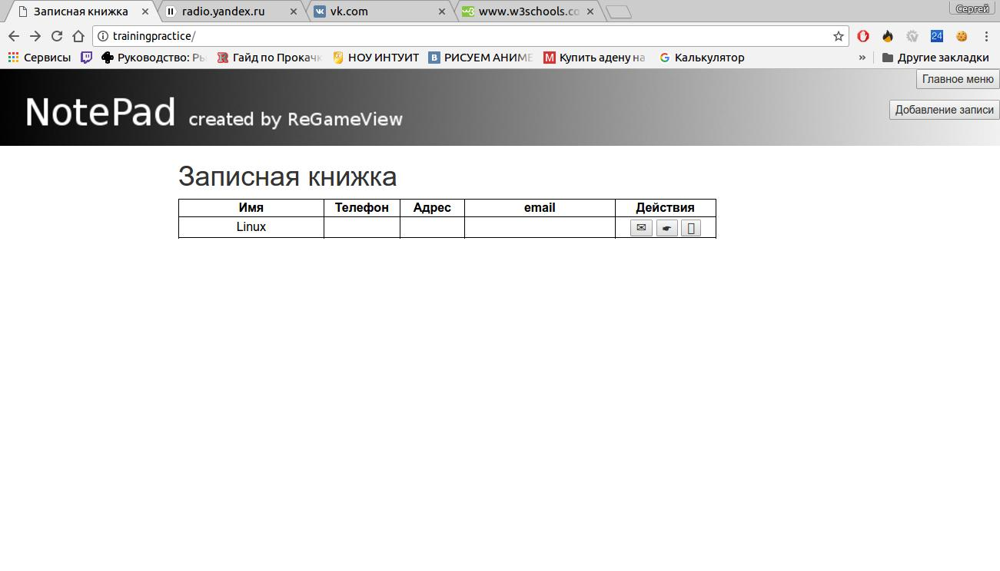 Записная книжка radio.yandex.ru vk.com www.w3schools.co Сергей
trainingpractice/ 24
Сервисы Руководство: Ры Гайд по Прокачк НОУ ИНТУИТ B РИСУЕМ АНИМЕ M Купить адену на G Калькулятор » Другие закладки
Главное меню
NotePad created by ReGameView
Добавление записи
Записная книжка
Имя Телефон Адрес email Действия
Linux